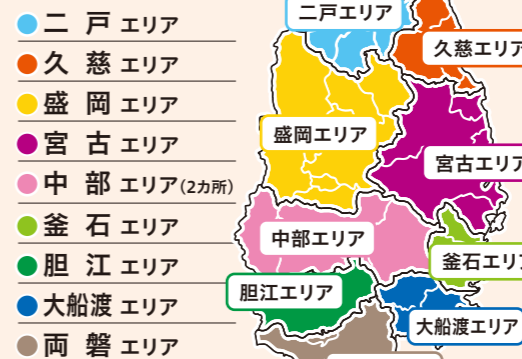 二戸エリア
久慈エリア
盛岡エリア
宮古エリア
中部エリア(2カ所)
釜石エリア
胆江エリア
大船渡エリア
両磐エリア
二戸エリア
久慈エリア
盛岡エリア
宮古エリア
中部エリア
釜石エリア
胆江エリア
大船渡エリア